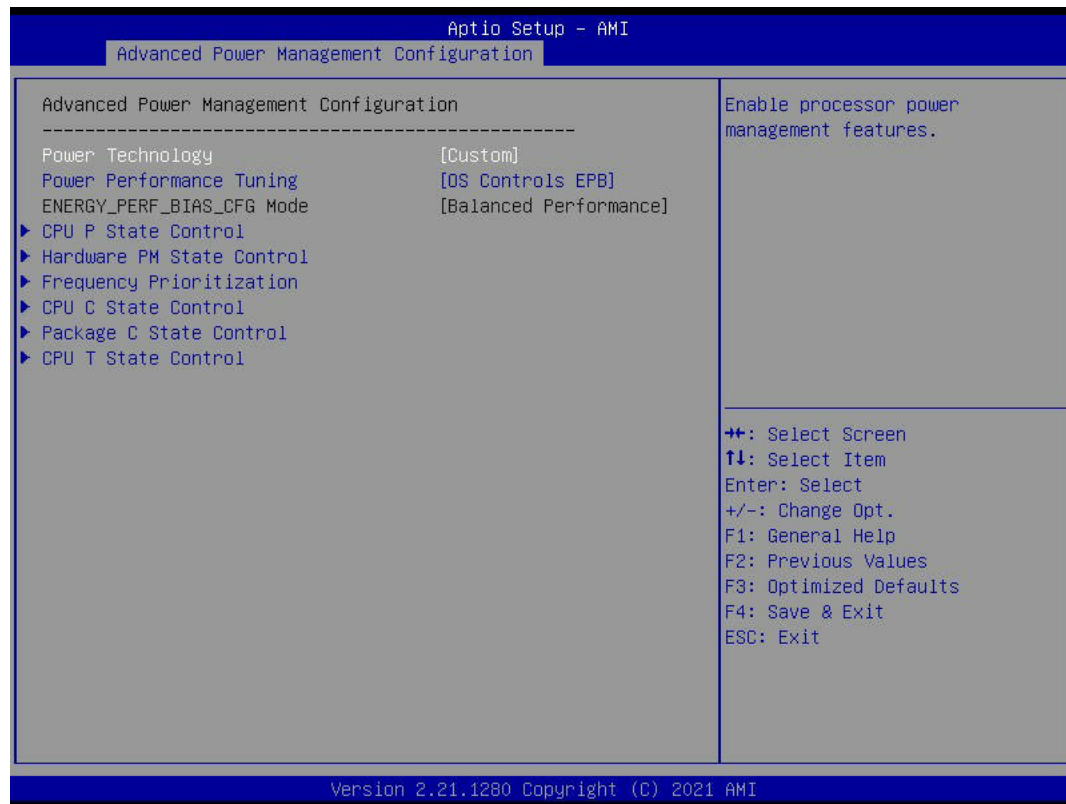 Aptio Setup – AMI
Advanced Power Management Configuration
Advanced Power Management Configuration
--------------------------------------------------
Power Technology [Custom]
Power Performance Tuning [OS Controls EPB]
ENERGY_PERF_BIAS_CFG Mode [Balanced Performance]
▶ CPU P State Control
▶ Hardware PM State Control
▶ Frequency Prioritization
▶ CPU C State Control
▶ Package C State Control
▶ CPU T State Control
Enable processor power
management features.
→←: Select Screen
↑↓: Select Item
Enter: Select
+/-: Change Opt.
F1: General Help
F2: Previous Values
F3: Optimized Defaults
F4: Save & Exit
ESC: Exit
Version 2.21.1280 Copyright (C) 2021 AMI